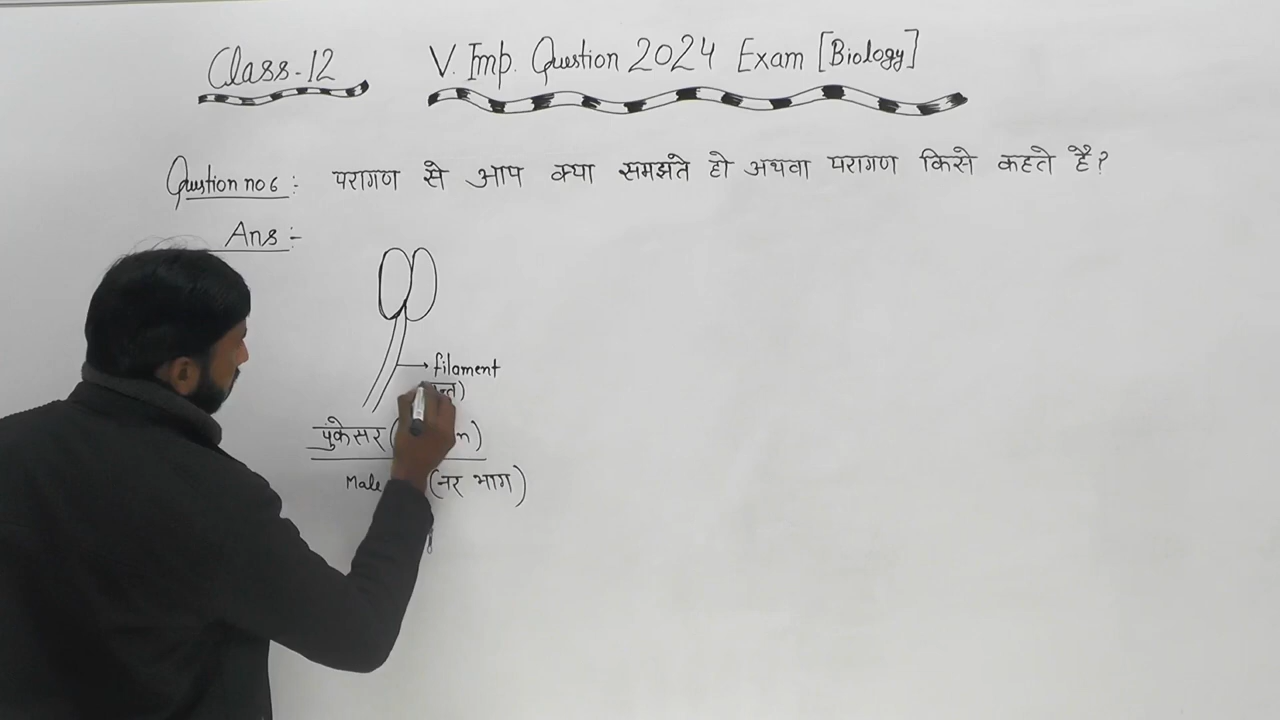 Class-12 V. Imp. Question 2024 Exam [Biology]
Question no 6 :- परागण से आप क्या समझते हो अथवा परागण किसे कहते है?
Ans :-
filament
पुंकेसर (
Male (नर भाग)